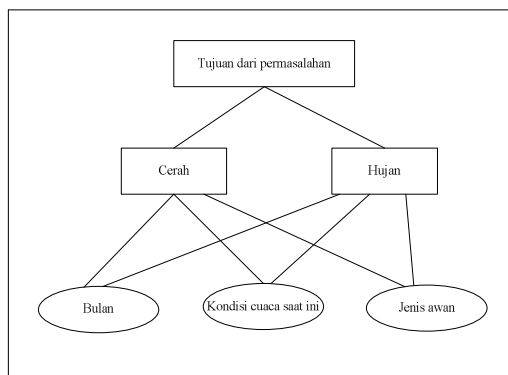 Tujuan dari permasalahan
Cerah
Hujan
Bulan
Kondisi cuaca saat ini
Jenis awan